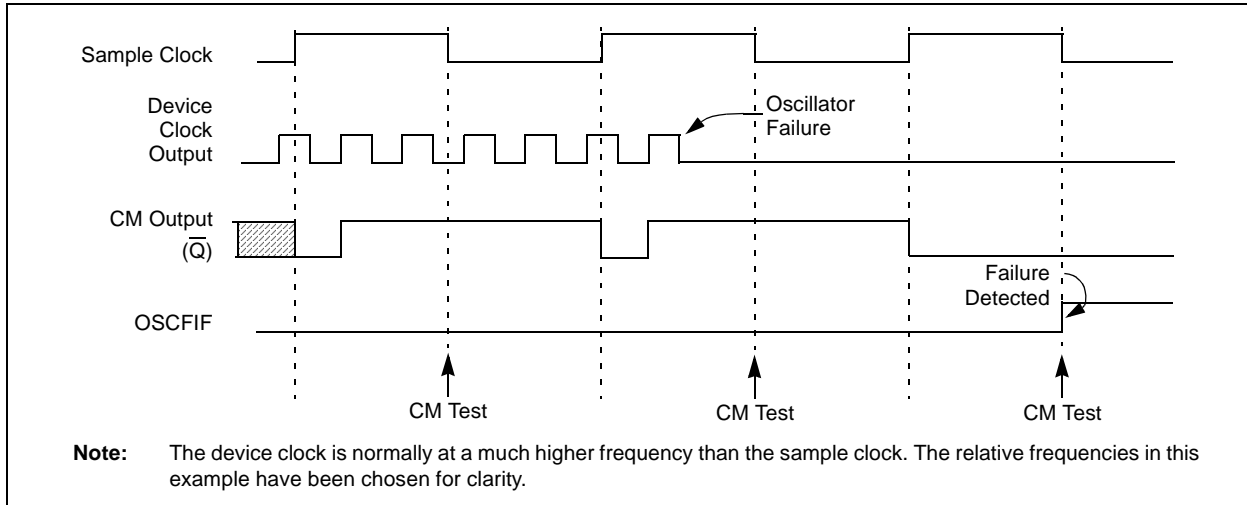 Sample Clock
Device
Clock
Output
Oscillator
Failure
CM Output
(Q̅)
Failure
Detected
OSCFIF
CM Test
CM Test
CM Test
Note: The device clock is normally at a much higher frequency than the sample clock. The relative frequencies in this
example have been chosen for clarity.